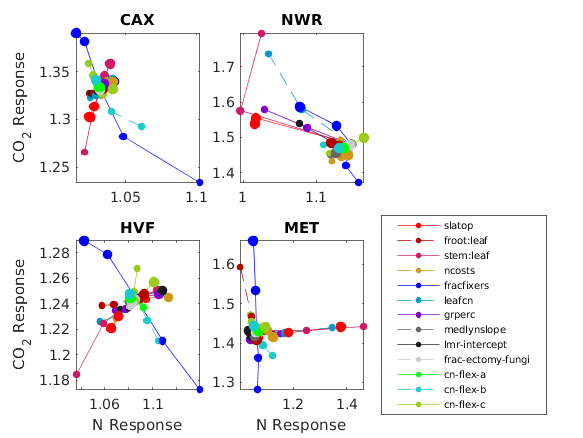 CAX
NWR
CO2 Response
1.35
1.3
1.25
1.05
1.1
1.7
1.6
1.5
1.4
1
1.1
HVF
MET
CO2 Response
1.28
1.26
1.24
1.22
1.2
1.18
1.06
1.1
N Response
1.6
1.5
1.4
1.3
1.2
1.4
N Response
slatop
froot:leaf
stem:leaf
ncosts
fracfixers
leafcn
grperc
medlynslope
lmr-intercept
frac-ectomy-fungi
cn-flex-a
cn-flex-b
cn-flex-c